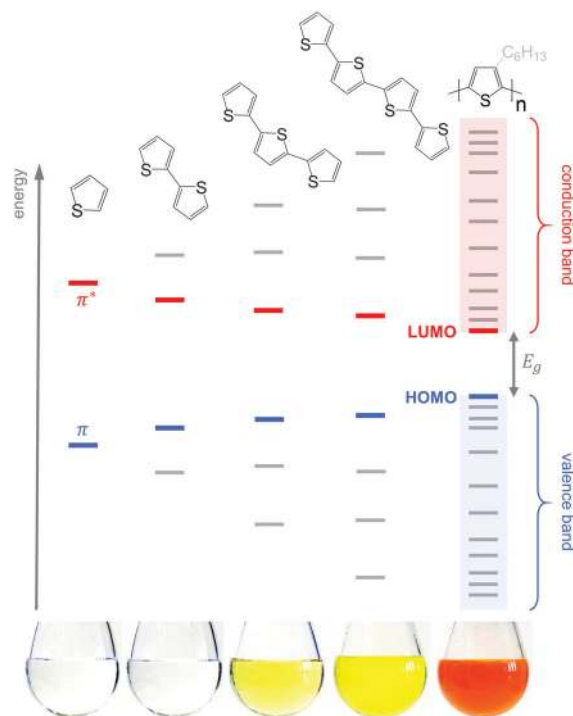 S
S
S
S
S
S
S
S
S
S
C6H13
S
n
energy
conduction band
π*
LUMO
Eg
HOMO
π
valence band